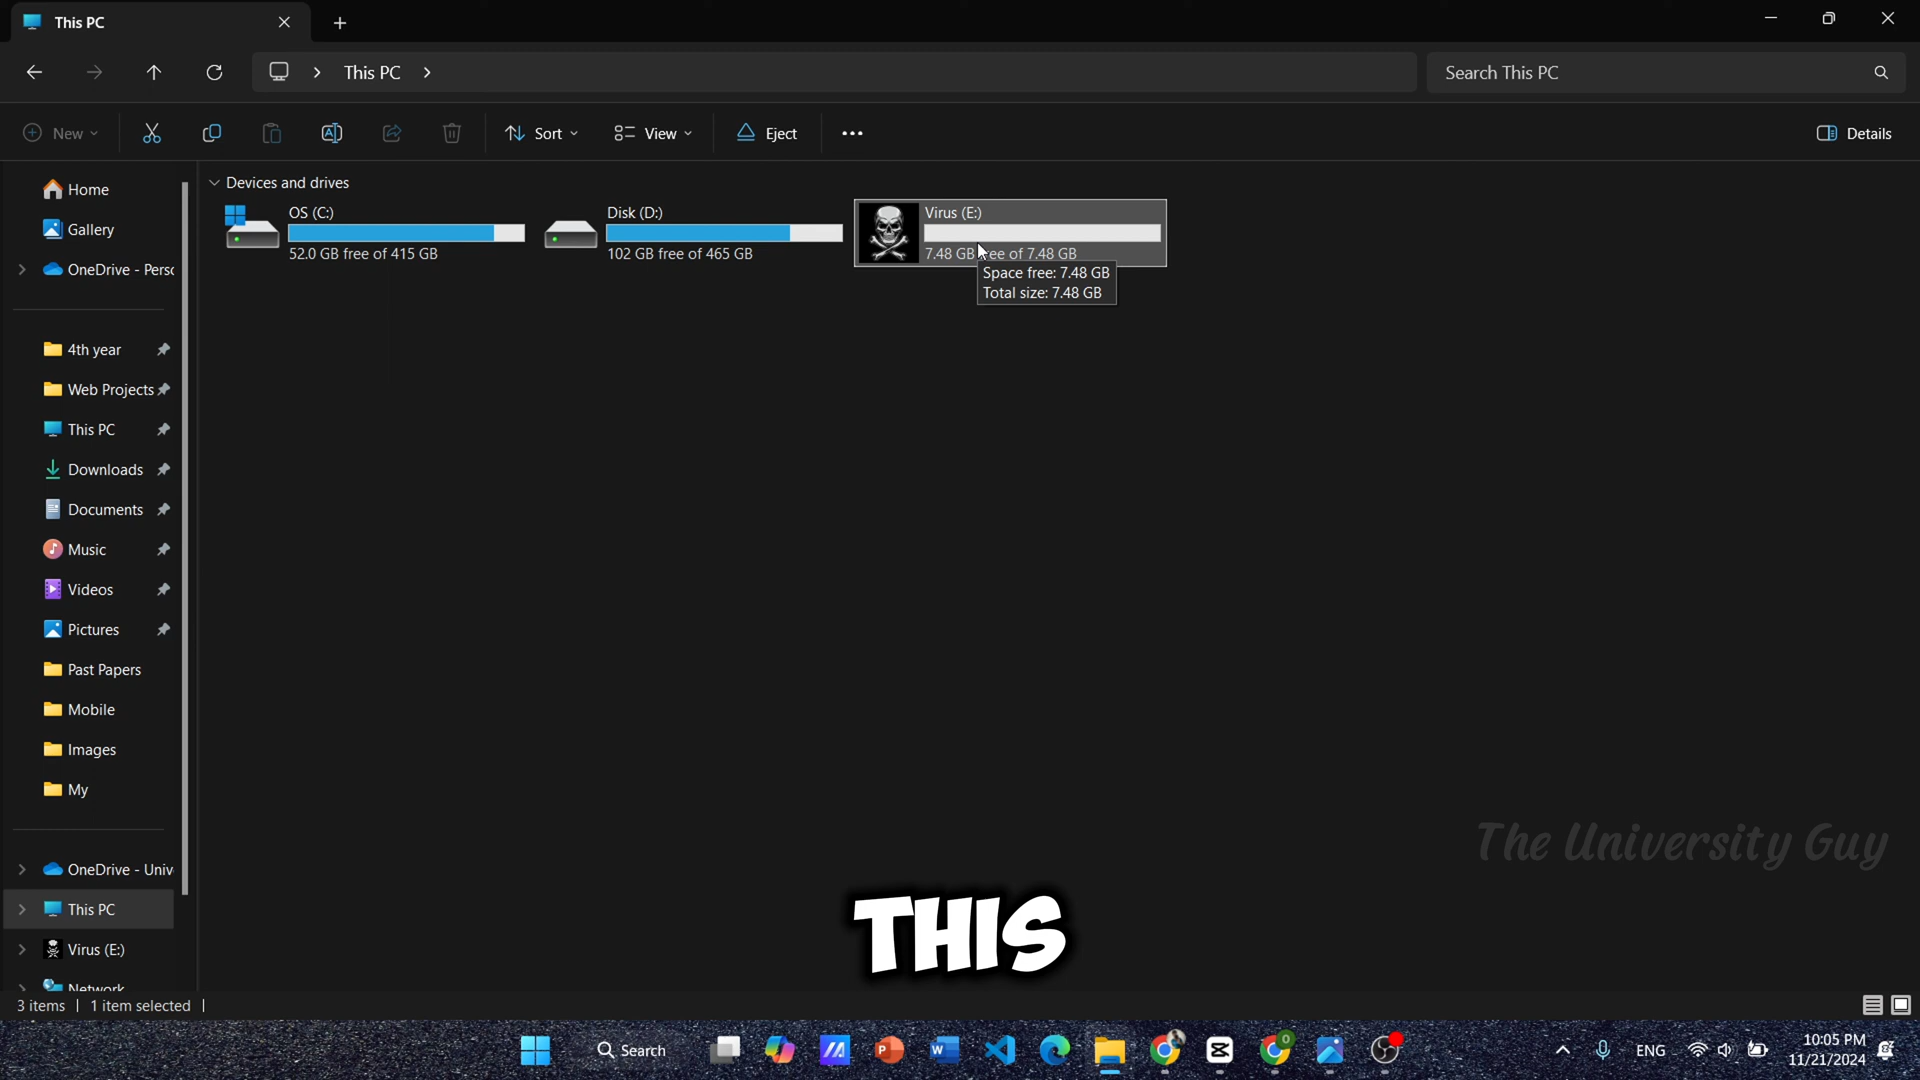 This PC
This PC
Search This PC
New
Sort
View
Eject
Details
Home
Gallery
OneDrive - Perso
4th year
Web Projects
This PC
Downloads
Documents
Music
Videos
Pictures
Past Papers
Mobile
Images
My
OneDrive - Univ
This PC
Virus (E:)
Network
Devices and drives
OS (C:)
52.0 GB free of 415 GB
Disk (D:)
102 GB free of 465 GB
Virus (E:)
7.48 GB free of 7.48 GB
Space free: 7.48 GB
Total size: 7.48 GB
The University Guy
THIS
3 items
1 item selected
Search
ENG
10:05 PM
11/21/2024